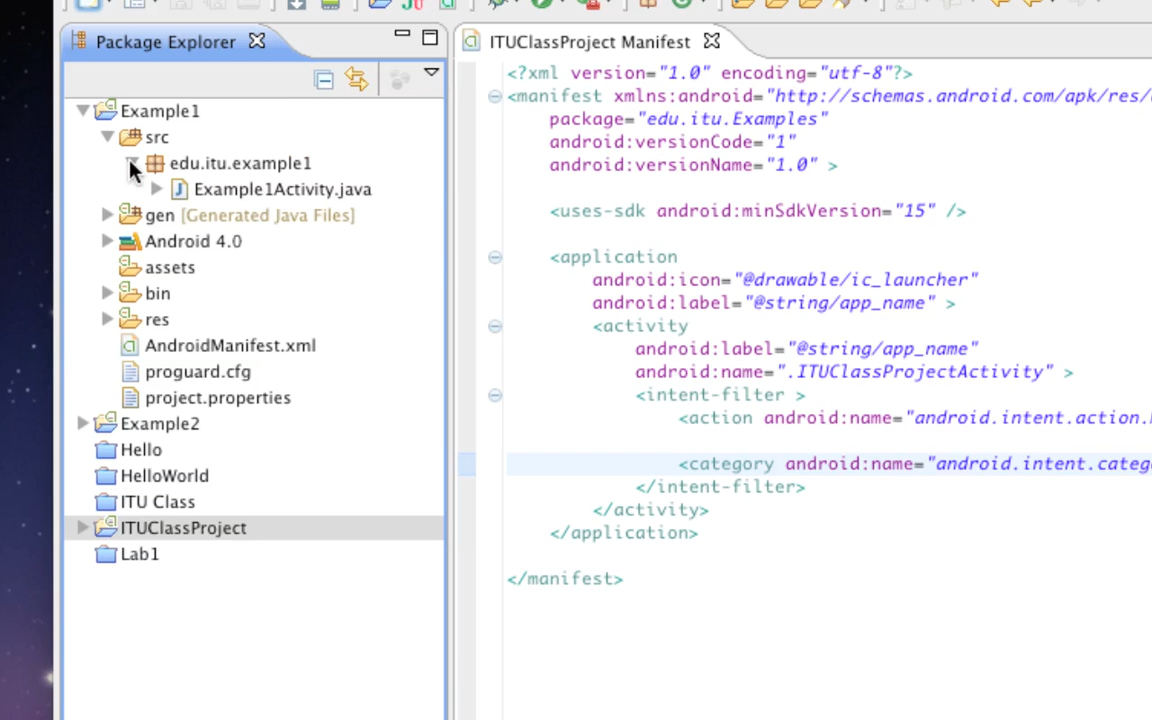 Package Explorer
Example1
src
edu.itu.example1
Example1Activity.java
gen [Generated Java Files]
Android 4.0
assets
bin
res
AndroidManifest.xml
proguard.cfg
project.properties
Example2
Hello
HelloWorld
ITU Class
ITUClassProject
Lab1
ITUClassProject Manifest
<?xml version="1.0" encoding="utf-8"?>
<manifest xmlns:android="http://schemas.android.com/apk/res/
package="edu.itu.Examples"
android:versionCode="1"
android:versionName="1.0" >
<uses-sdk android:minSdkVersion="15" />
<application
android:icon="@drawable/ic_launcher"
android:label="@string/app_name" >
<activity
android:label="@string/app_name"
android:name=".ITUClassProjectActivity" >
<intent-filter >
<action android:name="android.intent.action.
<category android:name="android.intent.categ
</intent-filter>
</activity>
</application>
</manifest>